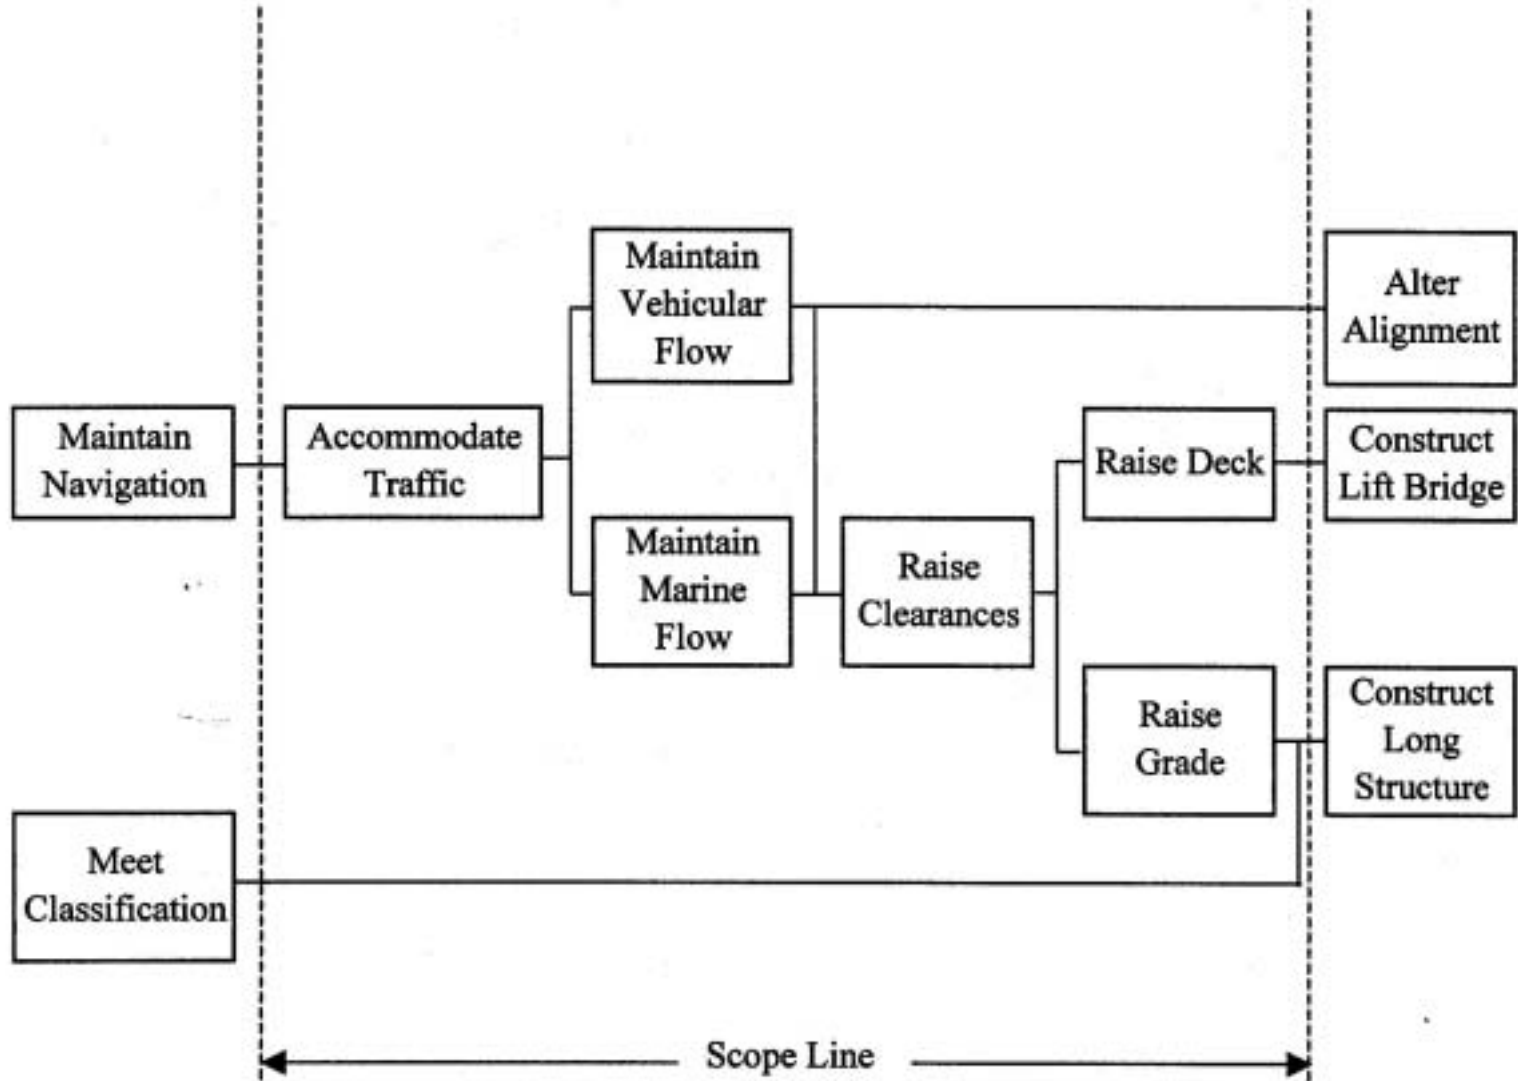 Maintain
Vehicular
Flow
Alter
Alignment
Maintain
Navigation
Accommodate
Traffic
Raise Deck
Construct
Lift Bridge
Maintain
Marine
Flow
Raise
Clearances
Raise
Grade
Construct
Long
Structure
Meet
Classification
Scope Line